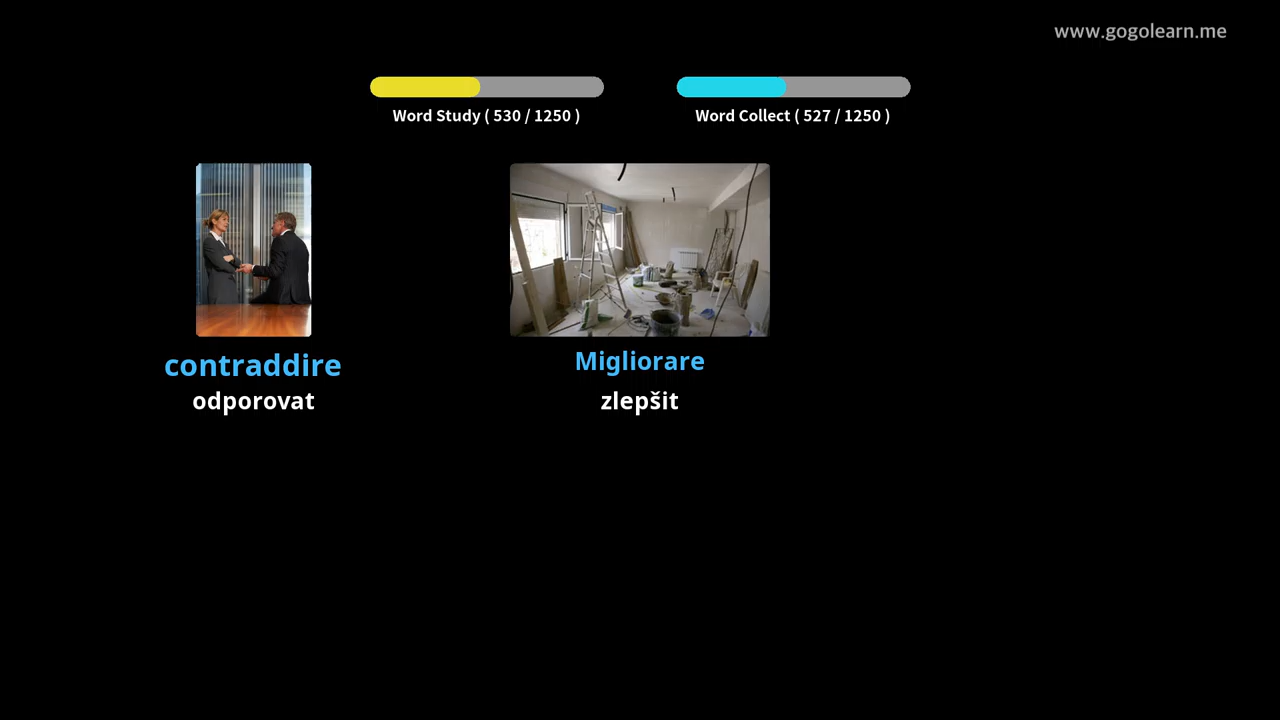 www.gogolearn.me
Word Study ( 530 / 1250 )
Word Collect ( 527 / 1250 )
contraddire
odporovat
Migliorare
zlepšit